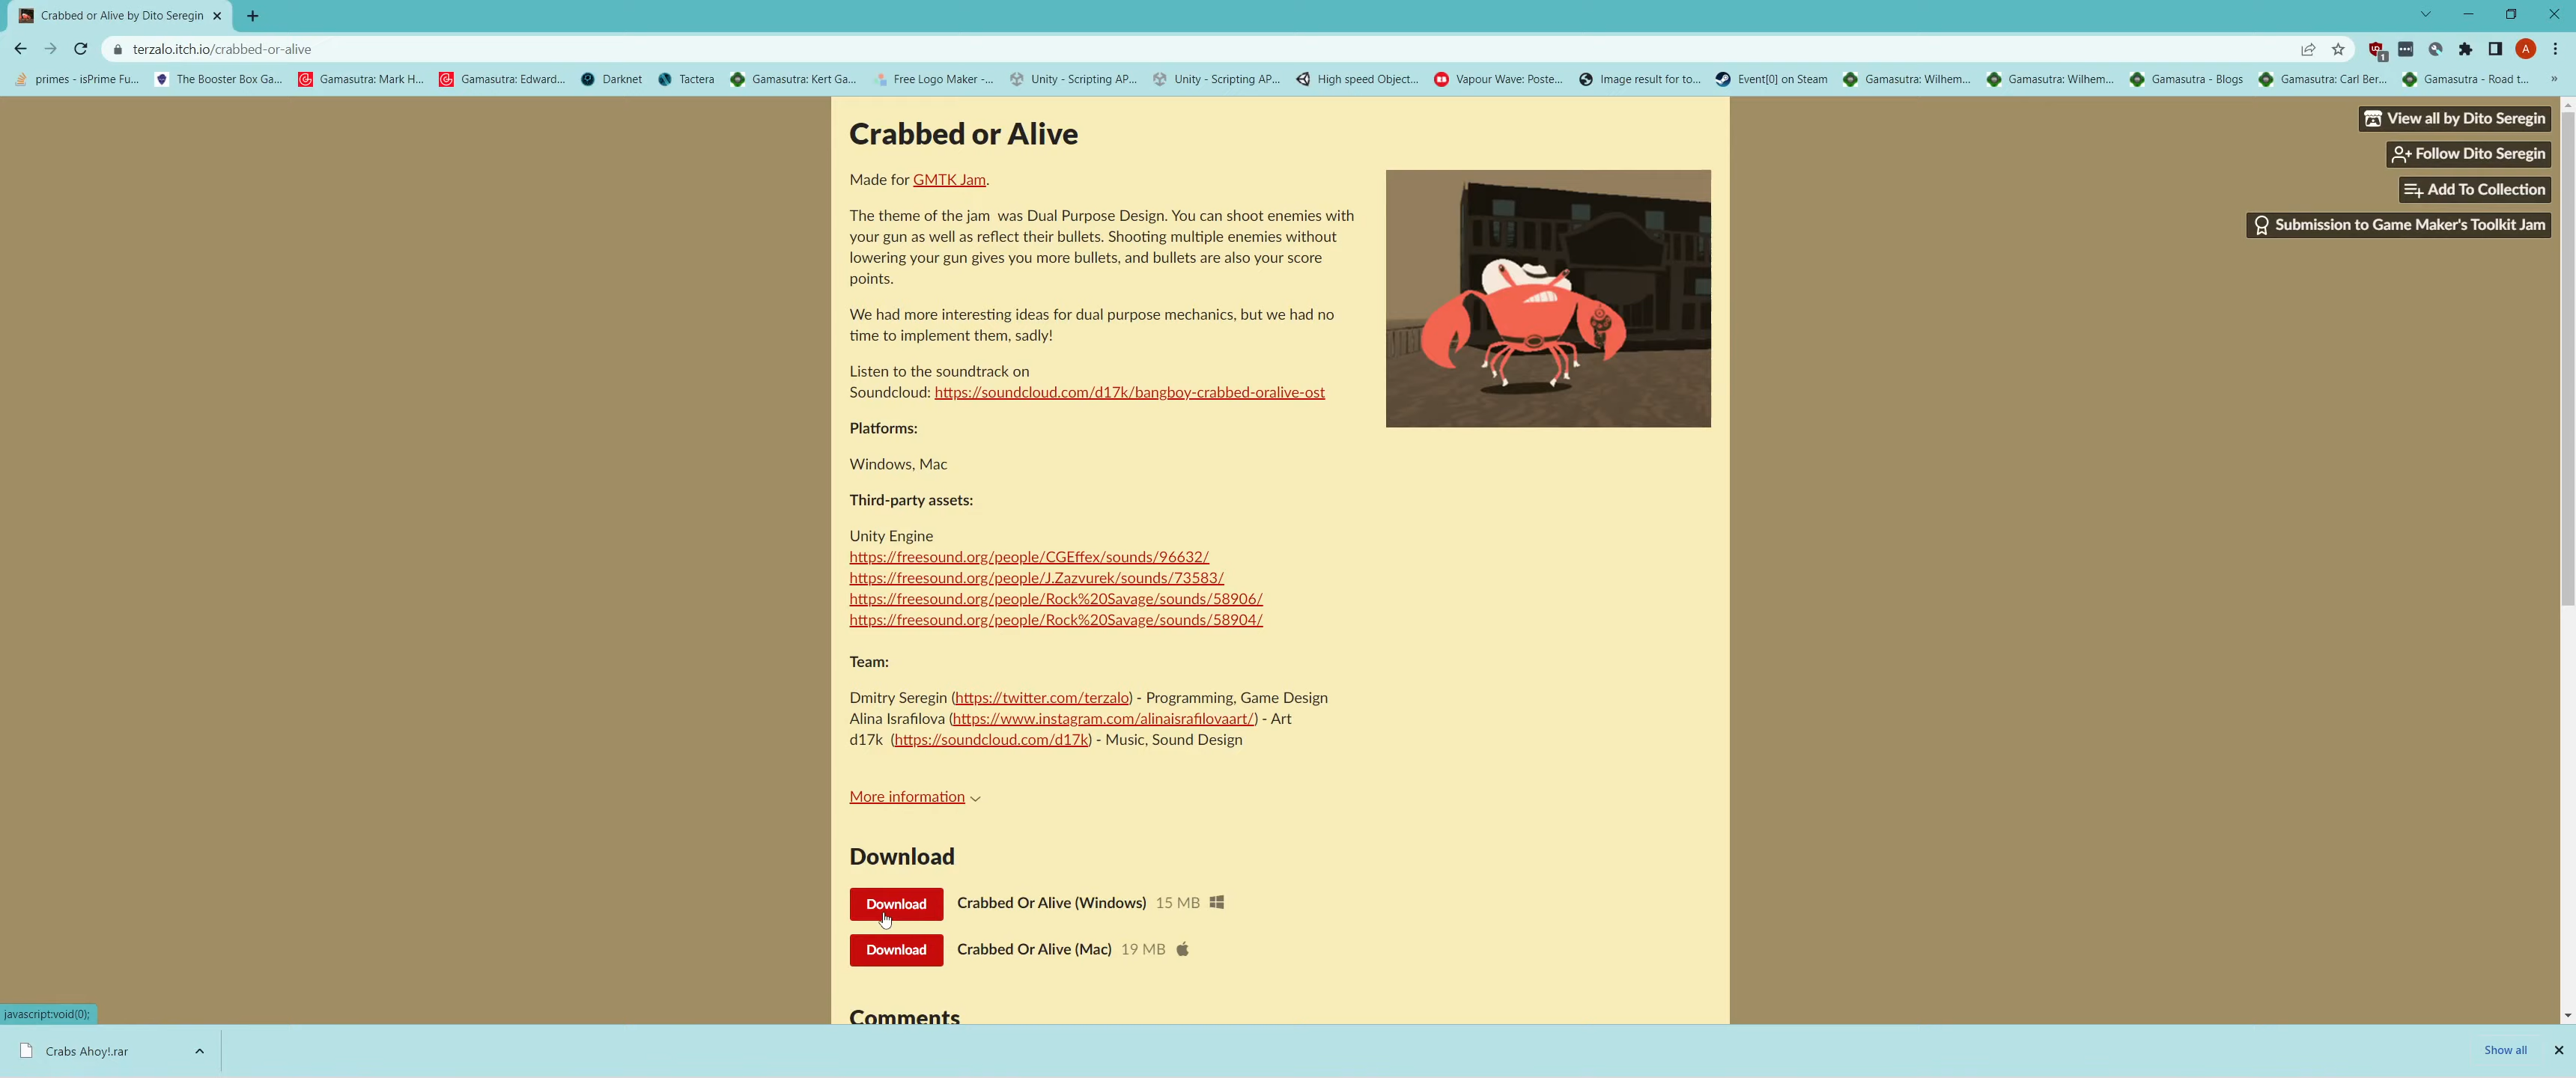 Crabbed or Alive by Dito Seregin
terzalo.itch.io/crabbed-or-alive
1
A
primes - isPrime Fu...
The Booster Box Ga...
Gamasutra: Mark H...
Gamasutra: Edward...
Darknet
Tactera
Gamasutra: Kert Ga...
Free Logo Maker -...
Unity - Scripting AP...
Unity - Scripting AP...
High speed Object...
Vapour Wave: Poste...
Image result for to...
Event[0] on Steam
Gamasutra: Wilhem...
Gamasutra: Wilhem...
Gamasutra - Blogs
Gamasutra: Carl Ber...
Gamasutra - Road t...
»
View all by Dito Seregin
Follow Dito Seregin
Add To Collection
Submission to Game Maker's Toolkit Jam
Crabbed or Alive
Made for GMTK Jam.
The theme of the jam was Dual Purpose Design. You can shoot enemies with
your gun as well as reflect their bullets. Shooting multiple enemies without
lowering your gun gives you more bullets, and bullets are also your score
points.
We had more interesting ideas for dual purpose mechanics, but we had no
time to implement them, sadly!
Listen to the soundtrack on
Soundcloud: https://soundcloud.com/d17k/bangboy-crabbed-oralive-ost
Platforms:
Windows, Mac
Third-party assets:
Unity Engine
https://freesound.org/people/CGEffex/sounds/96632/
https://freesound.org/people/J.Zazvurek/sounds/73583/
https://freesound.org/people/Rock%20Savage/sounds/58906/
https://freesound.org/people/Rock%20Savage/sounds/58904/
Team:
Dmitry Seregin (https://twitter.com/terzalo) - Programming, Game Design
Alina Israfilova (https://www.instagram.com/alinaisrafilovaart/) - Art
d17k (https://soundcloud.com/d17k) - Music, Sound Design
More information
Download
Download Crabbed Or Alive (Windows) 15 MB
Download Crabbed Or Alive (Mac) 19 MB
Comments
javascript:void(0);
Crabs Ahoy!.rar
Show all